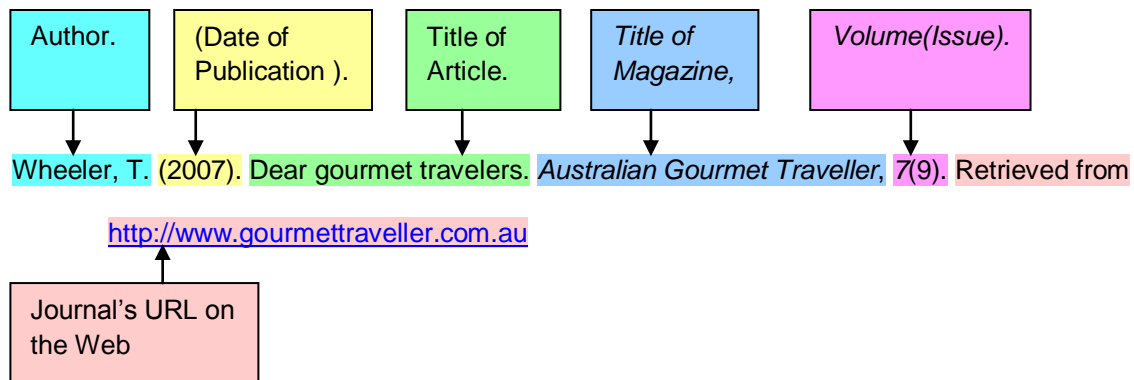 Author.
(Date of
Publication ).
Title of
Article.
Title of
Magazine,
Volume(Issue).
Wheeler, T. (2007). Dear gourmet travelers. Australian Gourmet Traveller, 7(9). Retrieved from
http://www.gourmettraveller.com.au
Journal’s URL on
the Web